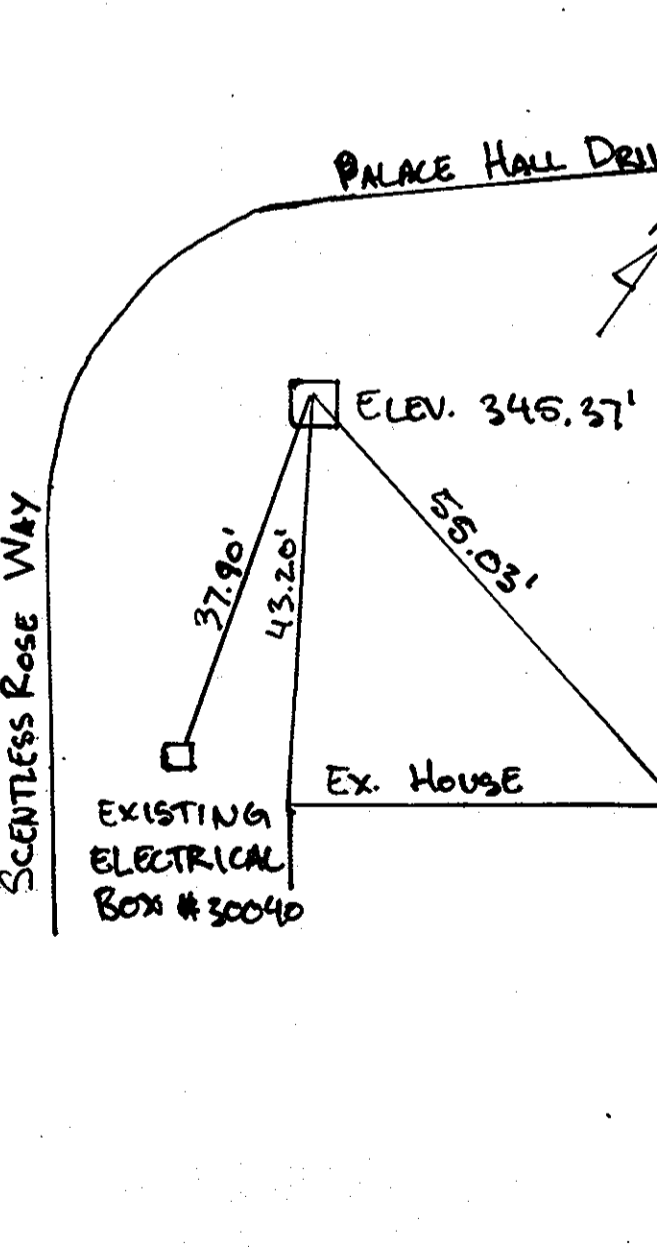 PALACE HALL DRI
ELEV. 345.37'
37.90'
43.20'
55.03'
SCENTLESS ROSE WAY
EX. HOUSE
EXISTING
ELECTRICAL
BOX #30040